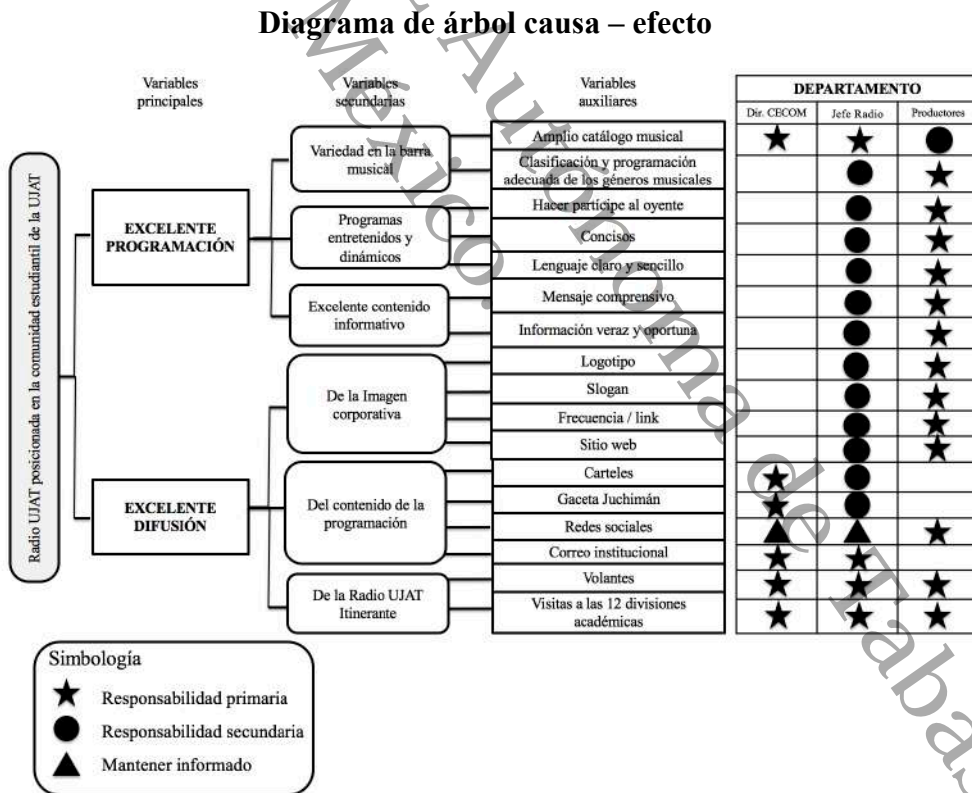 Diagrama de árbol causa – efecto
Variables
principales
Variables
secundarias
Variables
auxiliares
DEPARTAMENTO
Dir. CECOM
Jefe Radio
Productores
Radio UJAT posicionada en la comunidad estudiantil de la UJAT
EXCELENTE
PROGRAMACIÓN
Variedad en la barra
musical
Amplio catálogo musical
Clasificación y programación
adecuada de los géneros musicales
Programas
entretenidos y
dinámicos
Hacer partícipe al oyente
Concisos
Lenguaje claro y sencillo
Excelente contenido
informativo
Mensaje comprensivo
Información veraz y oportuna
EXCELENTE
DIFUSIÓN
De la Imagen
corporativa
Logotipo
Slogan
Frecuencia / link
Sitio web
Del contenido de la
programación
Carteles
Gaceta Juchimán
Redes sociales
Correo institucional
De la Radio UJAT
Itinerante
Volantes
Visitas a las 12 divisiones
académicas
Simbología
Responsabilidad primaria
Responsabilidad secundaria
Mantener informado
Autónoma de Tabas
México.